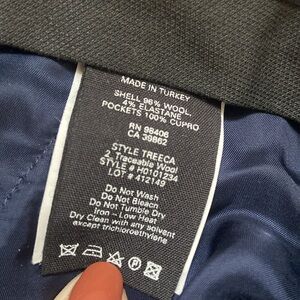 MADE IN TURKEY
SHELL 96% WOOL
4% ELASTANE
POCKETS 100% CUPRO
RN 98406
CA 39862
STYLE TREECA
2. Traceable Wool
STYLE # H0101234
LOT # 412149
Do Not Wash
Do Not Bleach
Do Not Tumble Dry
Iron - Low Heat
Dry Clean with any solvent
except trichloroethylene